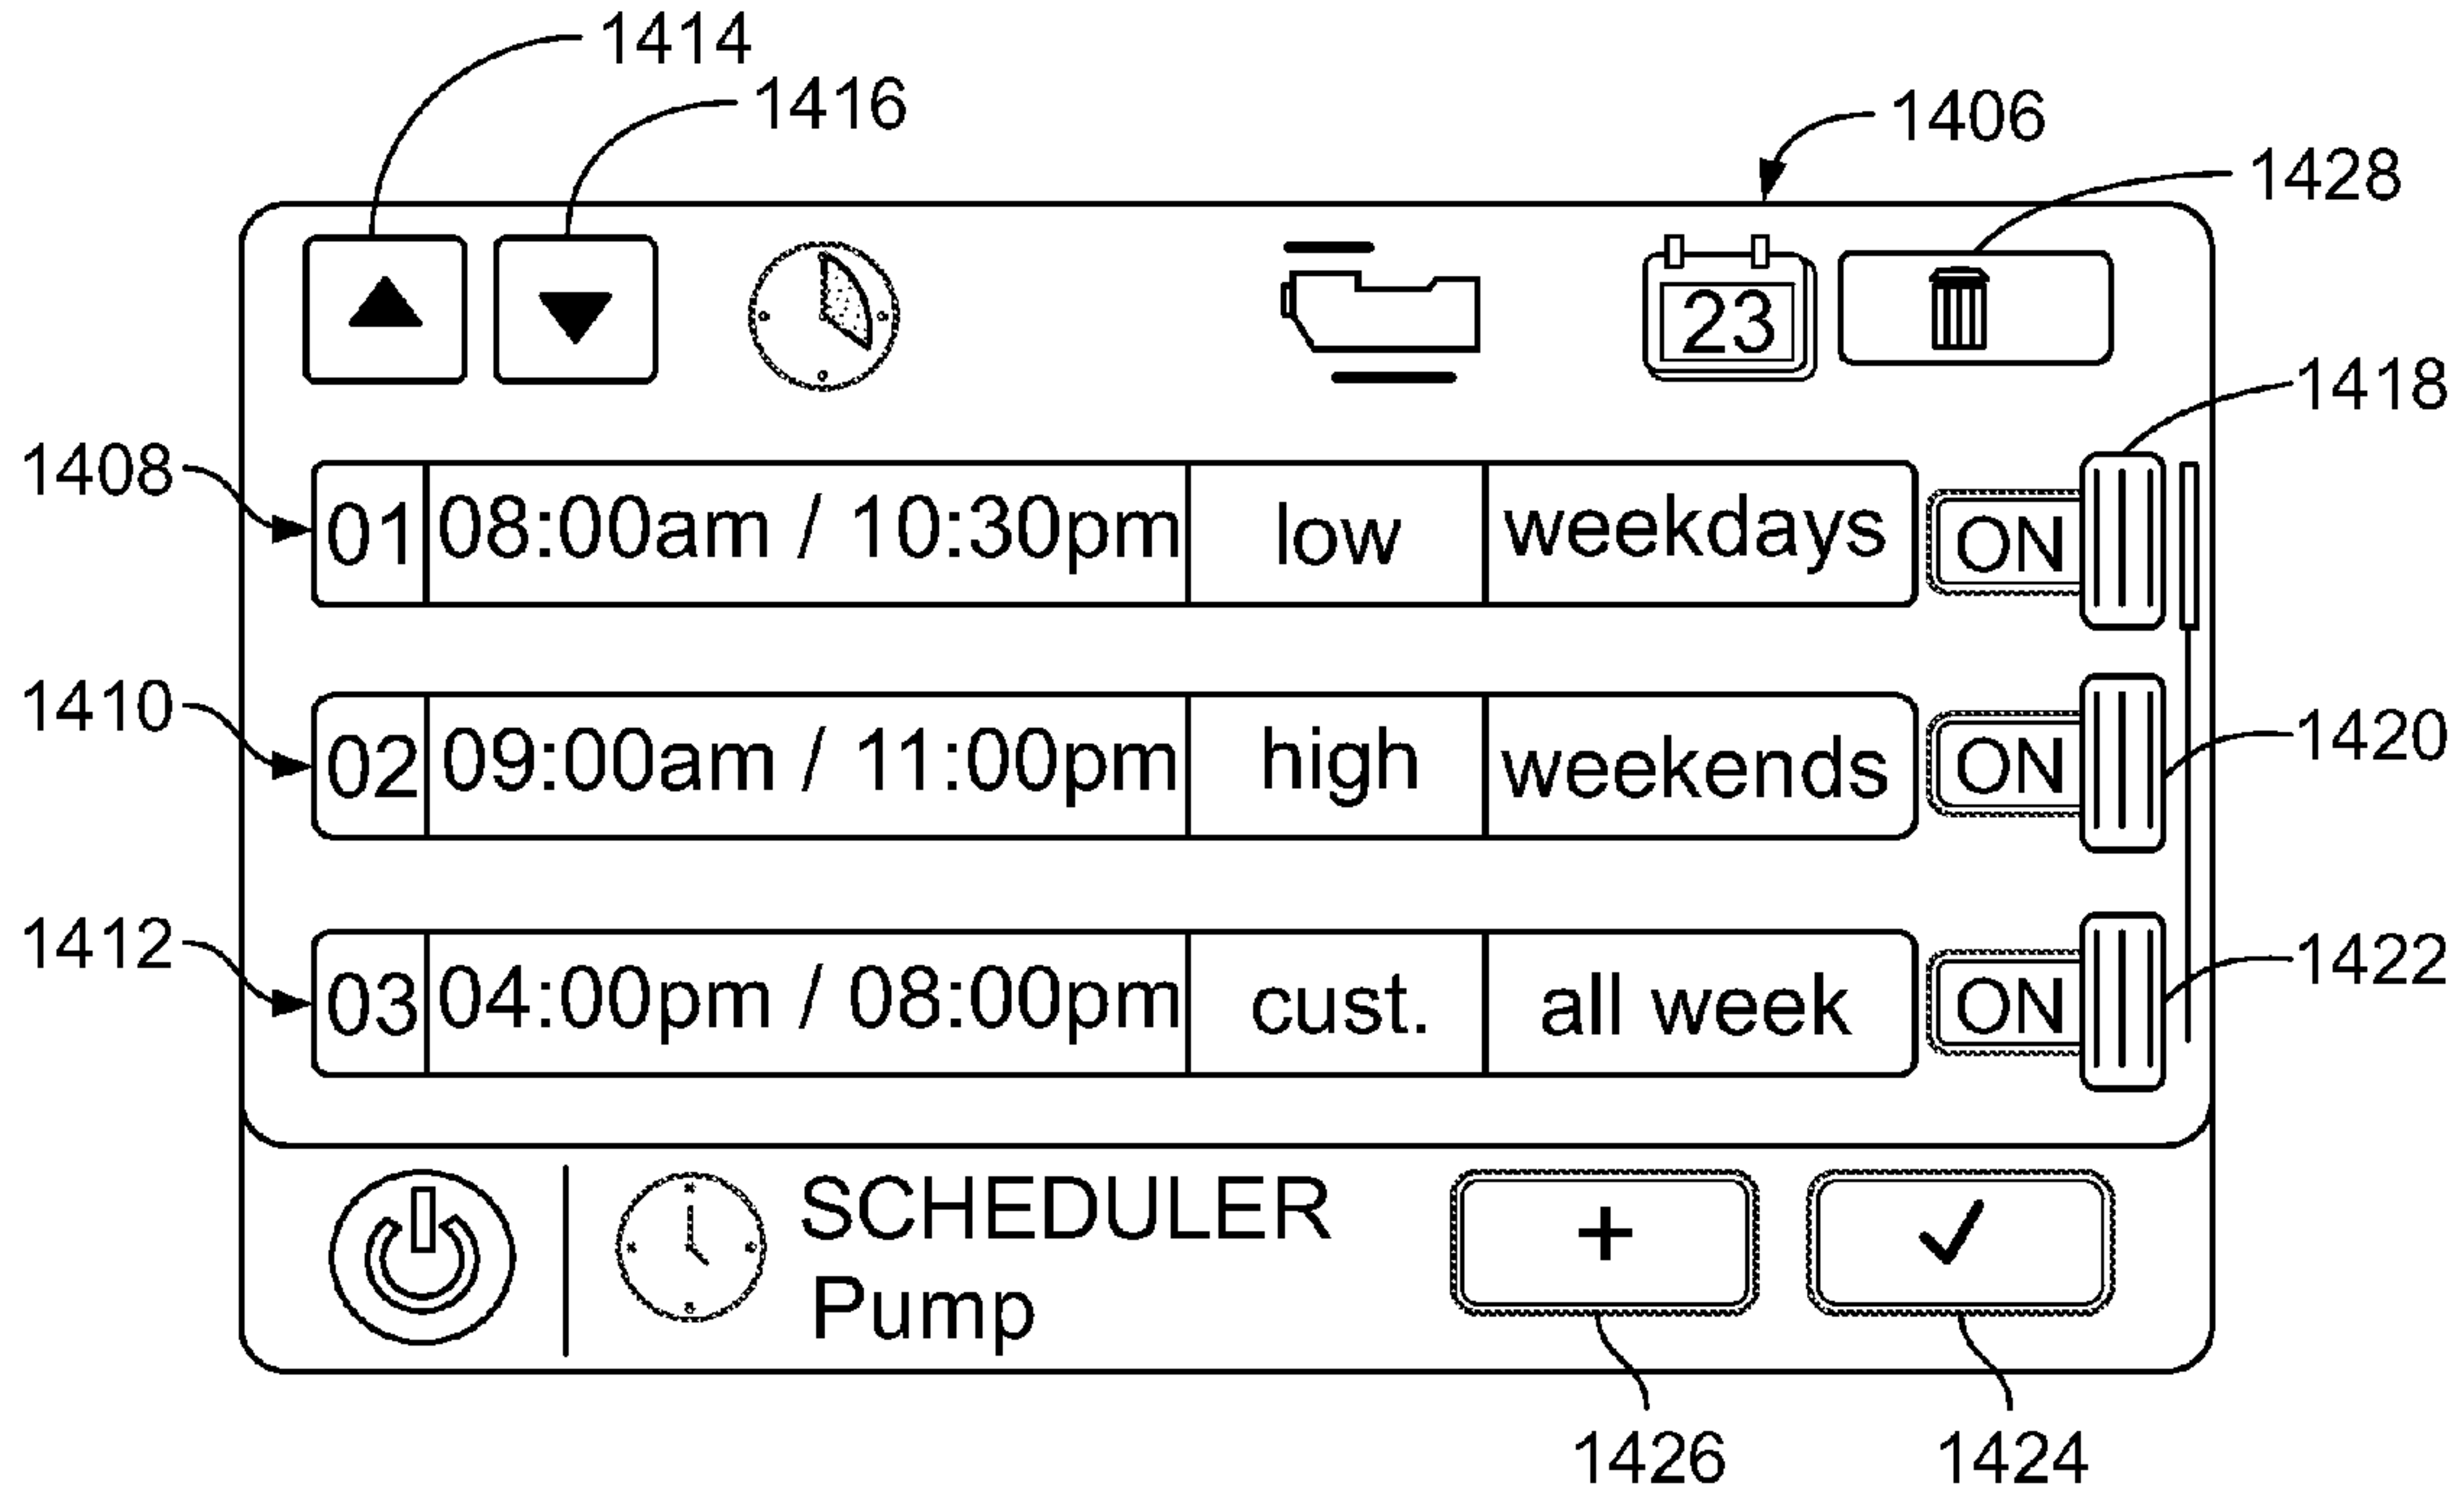 1414
1416
1406
1428
23
1418
1408
01 08:00am / 10:30pm low weekdays ON
1410
02 09:00am / 11:00pm high weekends ON
1420
1412
03 04:00pm / 08:00pm cust. all week ON
1422
SCHEDULER
Pump
+
1426
1424